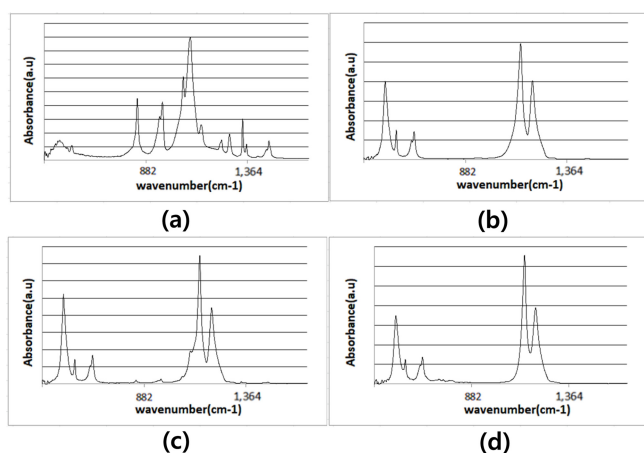 Absorbance(a.u)
882
1,364
wavenumber(cm-1)
(a)
Absorbance(a.u)
882
1,364
wavenumber(cm-1)
(b)
Absorbance(a.u)
882
1,364
wavenumber(cm-1)
(c)
Absorbance(a.u)
882
1,364
wavenumber(cm-1)
(d)